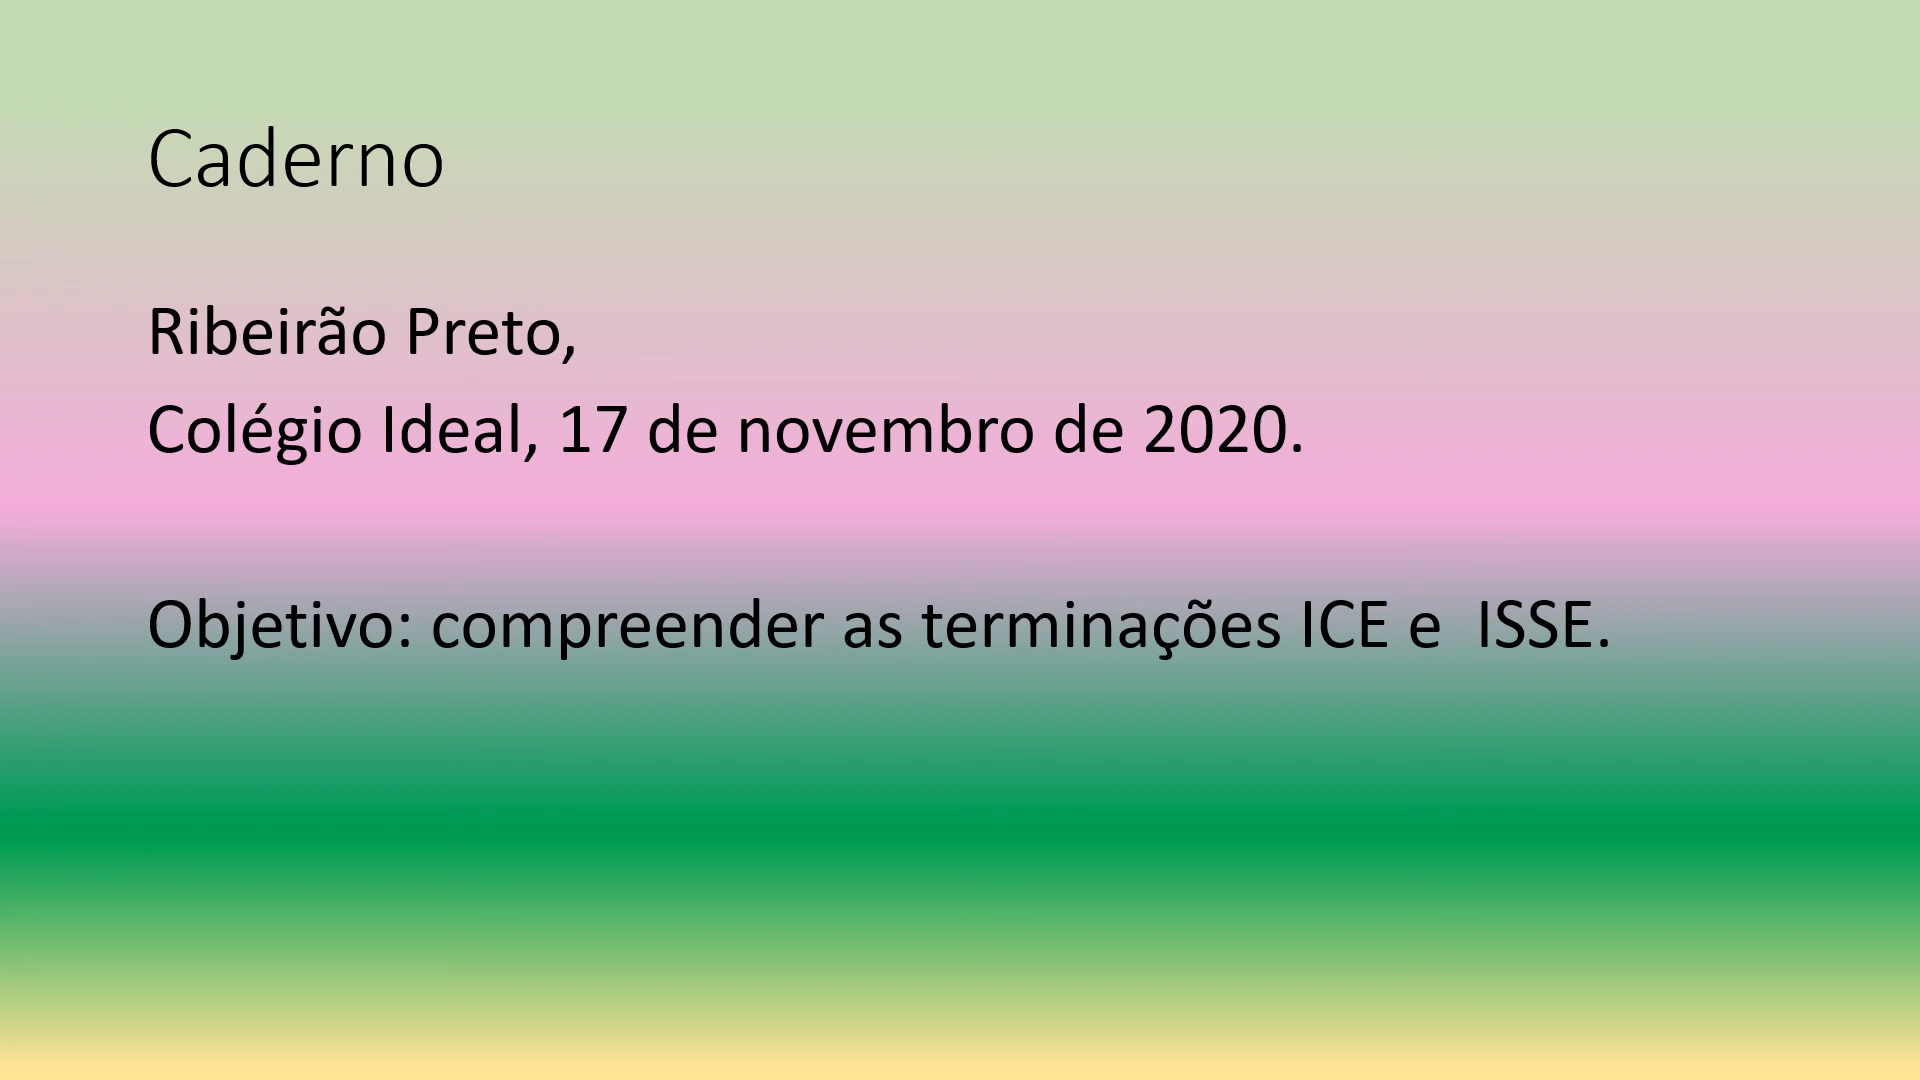 Caderno
Ribeirão Preto,
Colégio Ideal, 17 de novembro de 2020.
Objetivo: compreender as terminações ICE e  ISSE.